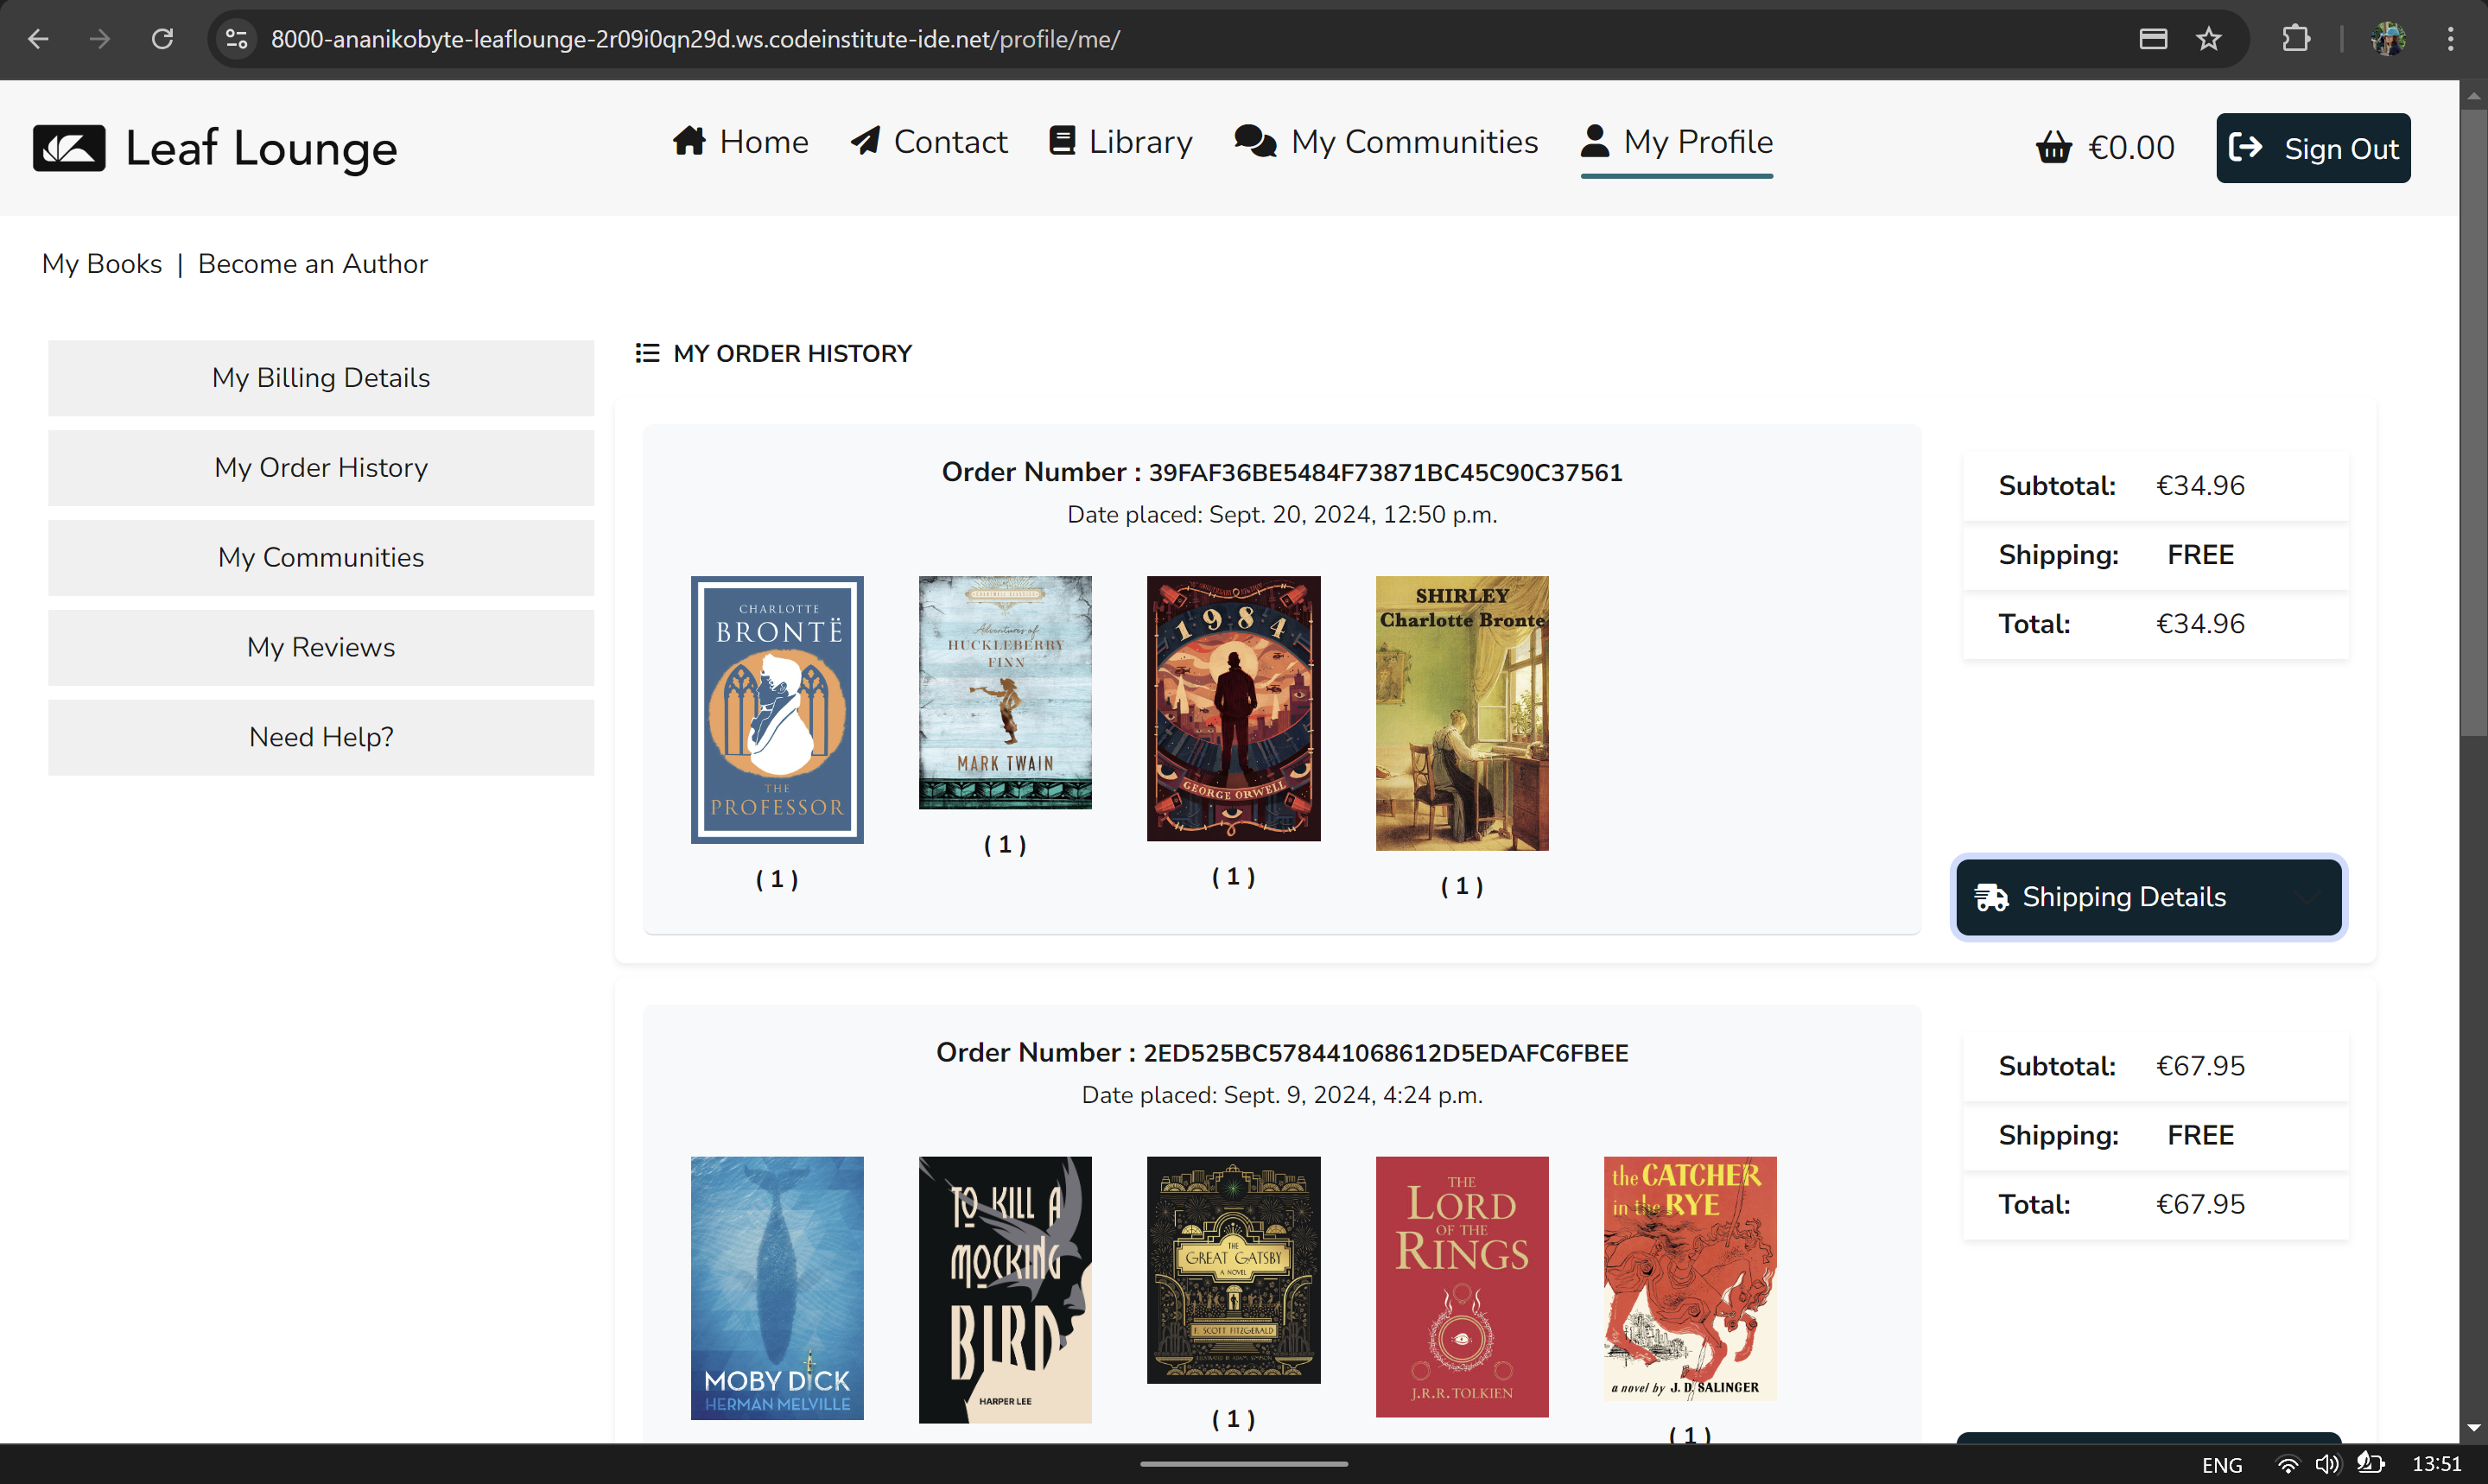 8000-ananikobyte-leaflounge-2r09i0qn29d.ws.codeinstitute-ide.net/profile/me/
Leaf Lounge
Home
Contact
Library
My Communities
My Profile
€0.00
Sign Out
My Books | Become an Author
My Billing Details
My Order History
My Communities
My Reviews
Need Help?
MY ORDER HISTORY
Order Number : 39FAF36BE5484F73871BC45C90C37561
Date placed: Sept. 20, 2024, 12:50 p.m.
CHARLOTTE
BRONTË
THE
PROFESSOR
( 1 )
Adventures of
HUCKLEBERRY
FINN
MARK TWAIN
( 1 )
1984
GEORGE ORWELL
( 1 )
SHIRLEY
Charlotte Bronte
( 1 )
Subtotal: €34.96
Shipping: FREE
Total: €34.96
Shipping Details
Order Number : 2ED525BC578441068612D5EDAFC6FBEE
Date placed: Sept. 9, 2024, 4:24 p.m.
MOBY DICK
HERMAN MELVILLE
TO KILL A
MOCKING
BIRD
HARPER LEE
THE
GREAT GATSBY
A NOVEL
F. SCOTT FITZGERALD
( 1 )
THE
LORD
OF THE
RINGS
J.R.R. TOLKIEN
the CATCHER
in the RYE
a novel by J. D. SALINGER
( 1 )
Subtotal: €67.95
Shipping: FREE
Total: €67.95
ENG
13:51